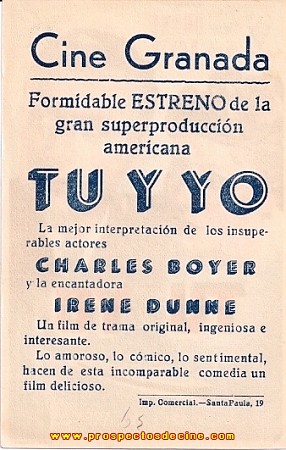 Cine Granada
Formidable ESTRENO de la
gran superproducción
americana
TU Y YO
La mejor interpretación de los insupe-
rables actores
CHARLES BOYER
y la encantadora
IRENE DUNNE
Un film de trama original, ingeniosa e
interesante.
Lo amoroso, lo cómico, lo sentimental,
hacen de esta incomparable comedia un
film delicioso.
Imp. Comercial.—Santa Paula, 19
www.prospectosdecine.com